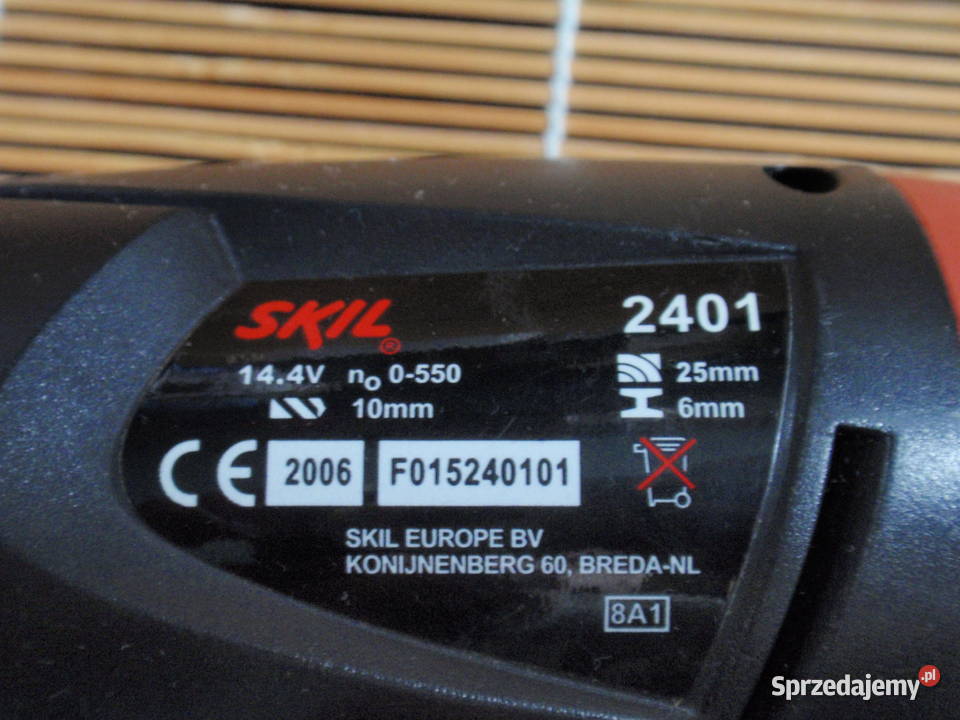 SKIL®
2401
14.4V n₀ 0-550
25mm
10mm
6mm
CE 2006 F015240101
SKIL EUROPE BV
KONIJNENBERG 60, BREDA-NL
8A1
Sprzedajemy.pl